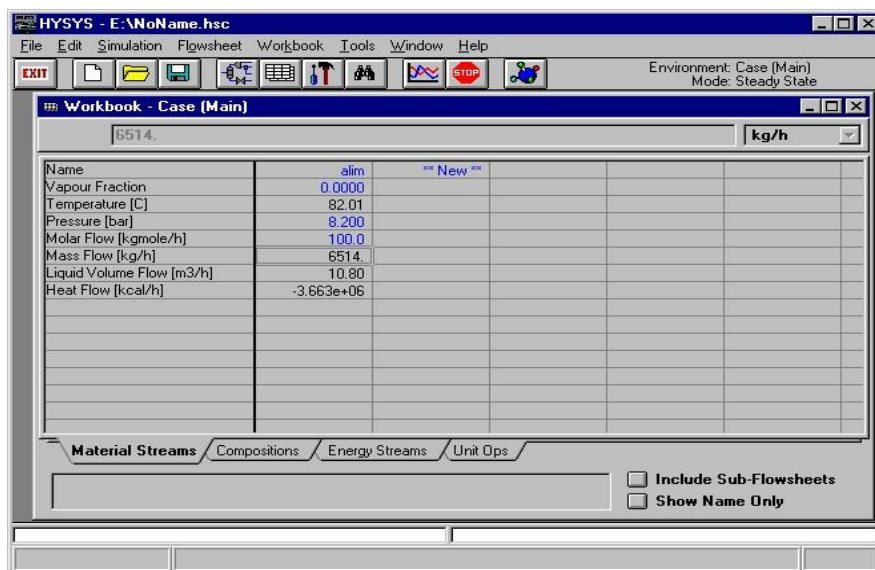 HYSYS - E:\NoName.hsc
File Edit Simulation Flowsheet Workbook Tools Window Help
EXIT STOP Environment: Case (Main)
Mode: Steady State
Workbook - Case (Main)
6514. kg/h
Name alim ** New **
Vapour Fraction 0.0000
Temperature [C] 82.01
Pressure [bar] 8.200
Molar Flow [kgmole/h] 100.0
Mass Flow [kg/h] 6514.
Liquid Volume Flow [m3/h] 10.80
Heat Flow [kcal/h] -3.663e+06
Material Streams Compositions Energy Streams Unit Ops
Include Sub-Flowsheets
Show Name Only